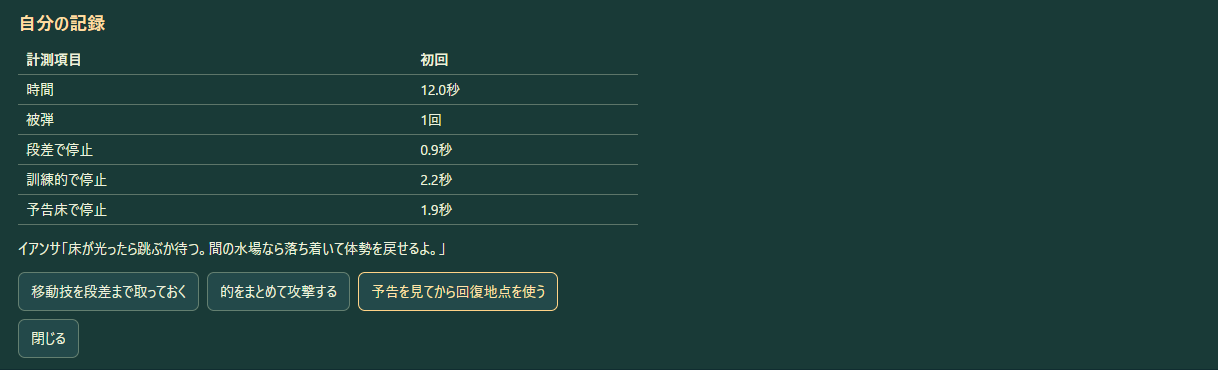 自分の記録
計測項目 初回
時間 12.0秒
被弾 1回
段差で停止 0.9秒
訓練的で停止 2.2秒
予告床で停止 1.9秒
イアンサ「床が光ったら跳ぶか待つ。間の水場なら落ち着いて体勢を戻せるよ。」
移動技を段差まで取っておく 的をまとめて攻撃する 予告を見てから回復地点を使う
閉じる